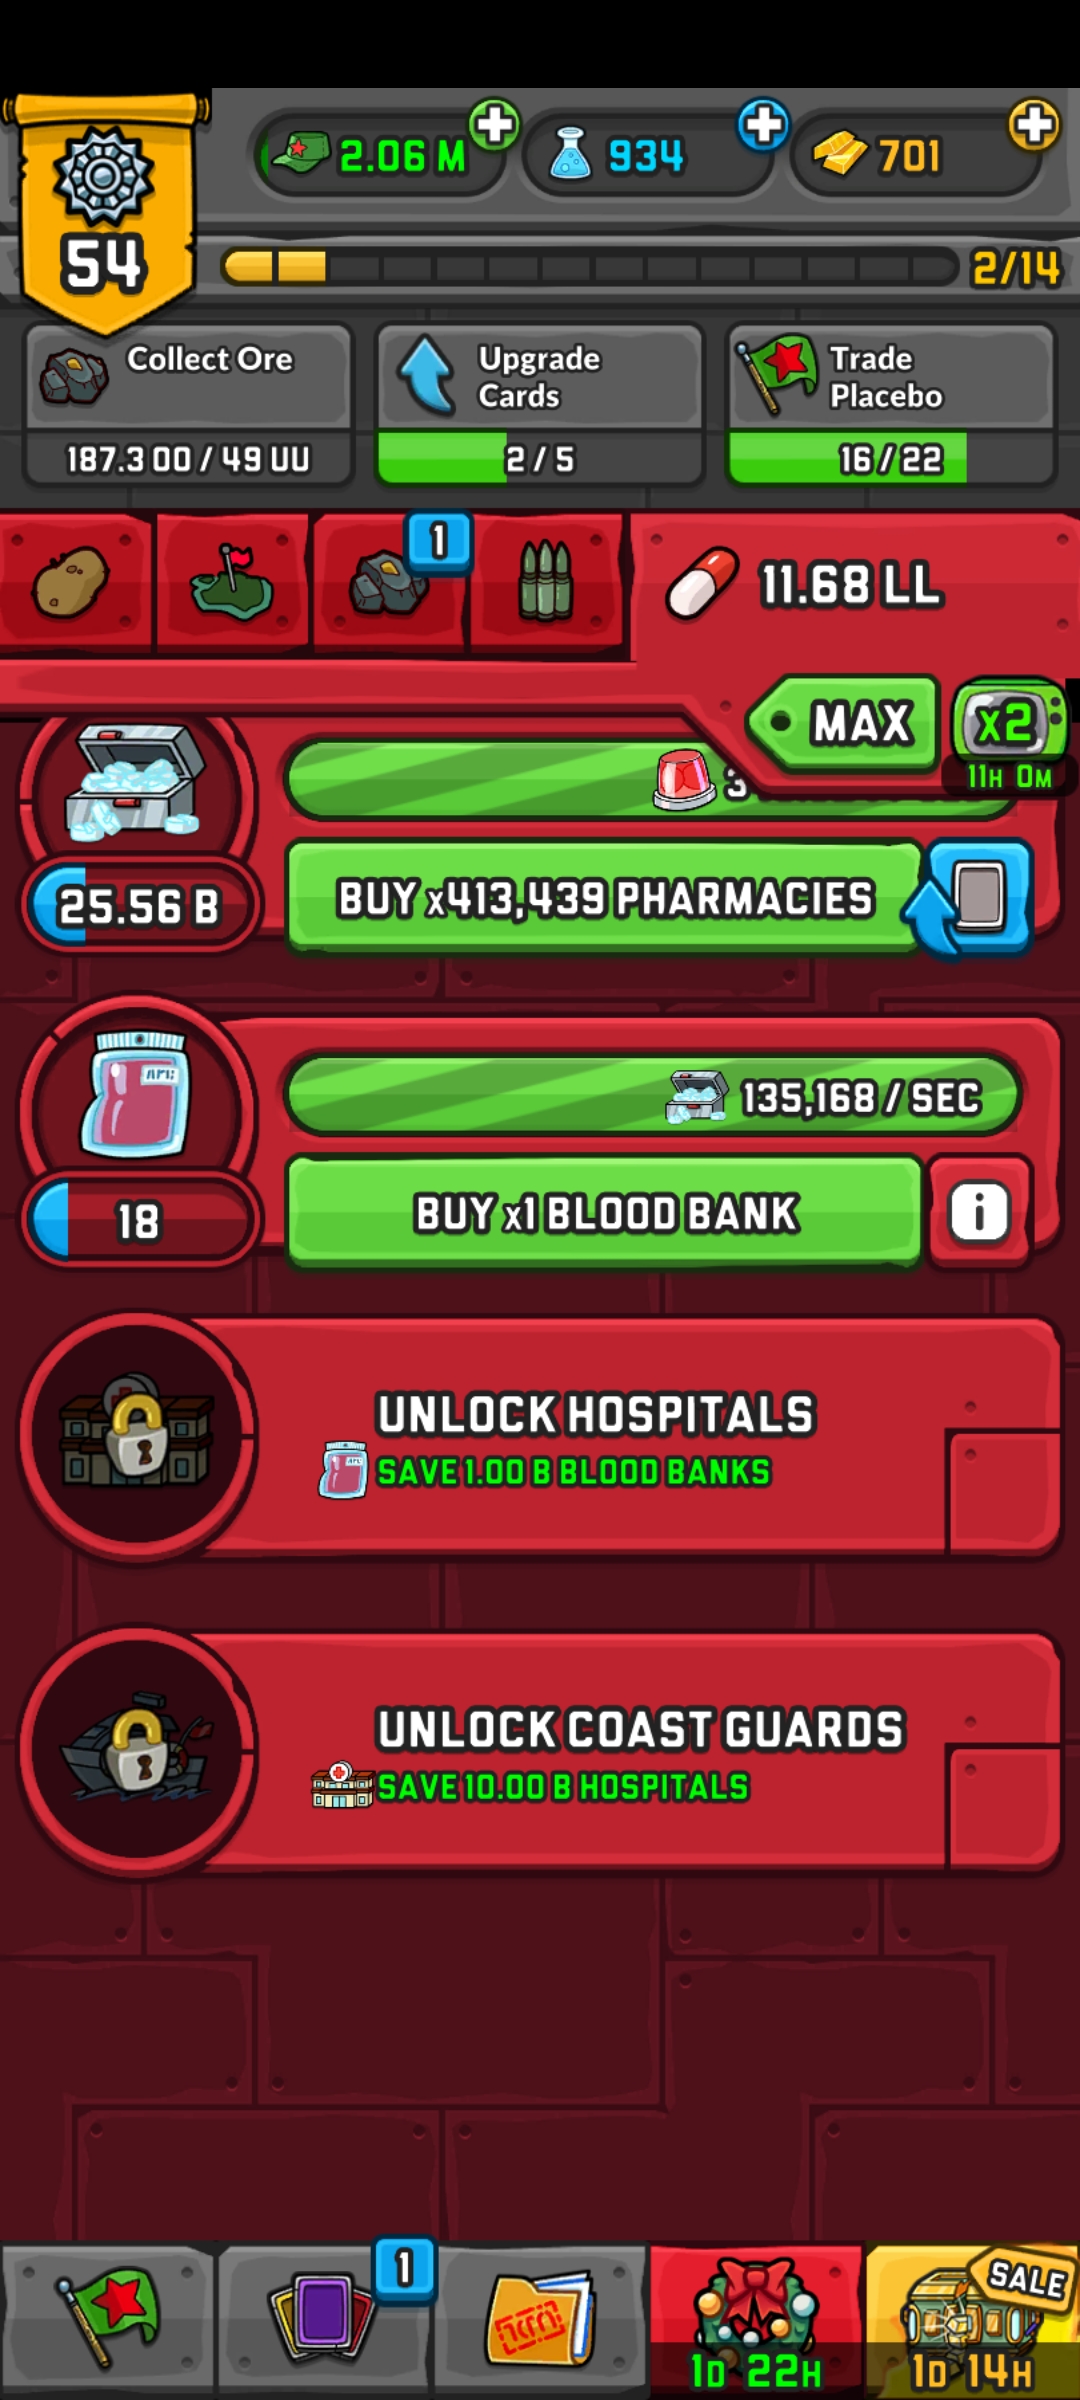 2.06 M
934
701
54
2/14
Collect Ore
Upgrade
Cards
Trade
Placebo
187.3 OO / 49 UU
2 / 5
16 / 22
1
11.68 LL
MAX
x2
11H 0M
3
25.56 B
BUY x413,439 PHARMACIES
135,168 / SEC
18
BUY x1 BLOOD BANK
i
UNLOCK HOSPITALS
SAVE 1.00 B BLOOD BANKS
UNLOCK COAST GUARDS
SAVE 10.00 B HOSPITALS
1
SALE
1D 22H
1D 14H